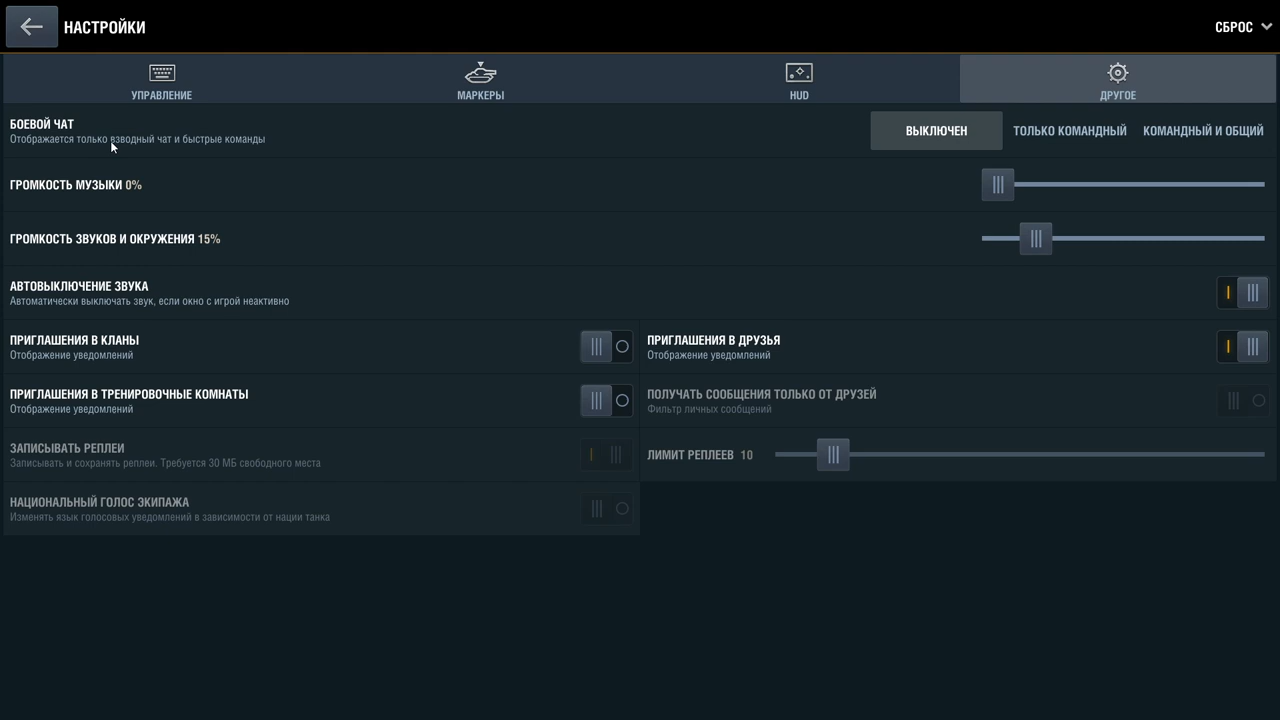 НАСТРОЙКИ
СБРОС
УПРАВЛЕНИЕ
МАРКЕРЫ
HUD
ДРУГОЕ
БОЕВОЙ ЧАТ
Отображается только взводный чат и быстрые команды
ВЫКЛЮЧЕН
ТОЛЬКО КОМАНДНЫЙ
КОМАНДНЫЙ И ОБЩИЙ
ГРОМКОСТЬ МУЗЫКИ 0%
ГРОМКОСТЬ ЗВУКОВ И ОКРУЖЕНИЯ 15%
АВТОВЫКЛЮЧЕНИЕ ЗВУКА
Автоматически выключать звук, если окно с игрой неактивно
ПРИГЛАШЕНИЯ В КЛАНЫ
Отображение уведомлений
ПРИГЛАШЕНИЯ В ДРУЗЬЯ
Отображение уведомлений
ПРИГЛАШЕНИЯ В ТРЕНИРОВОЧНЫЕ КОМНАТЫ
Отображение уведомлений
ПОЛУЧАТЬ СООБЩЕНИЯ ТОЛЬКО ОТ ДРУЗЕЙ
Фильтр личных сообщений
ЗАПИСЫВАТЬ РЕПЛЕИ
Записывать и сохранять реплеи. Требуется 30 МБ свободного места
ЛИМИТ РЕПЛЕЕВ 10
НАЦИОНАЛЬНЫЙ ГОЛОС ЭКИПАЖА
Изменять язык голосовых уведомлений в зависимости от нации танка